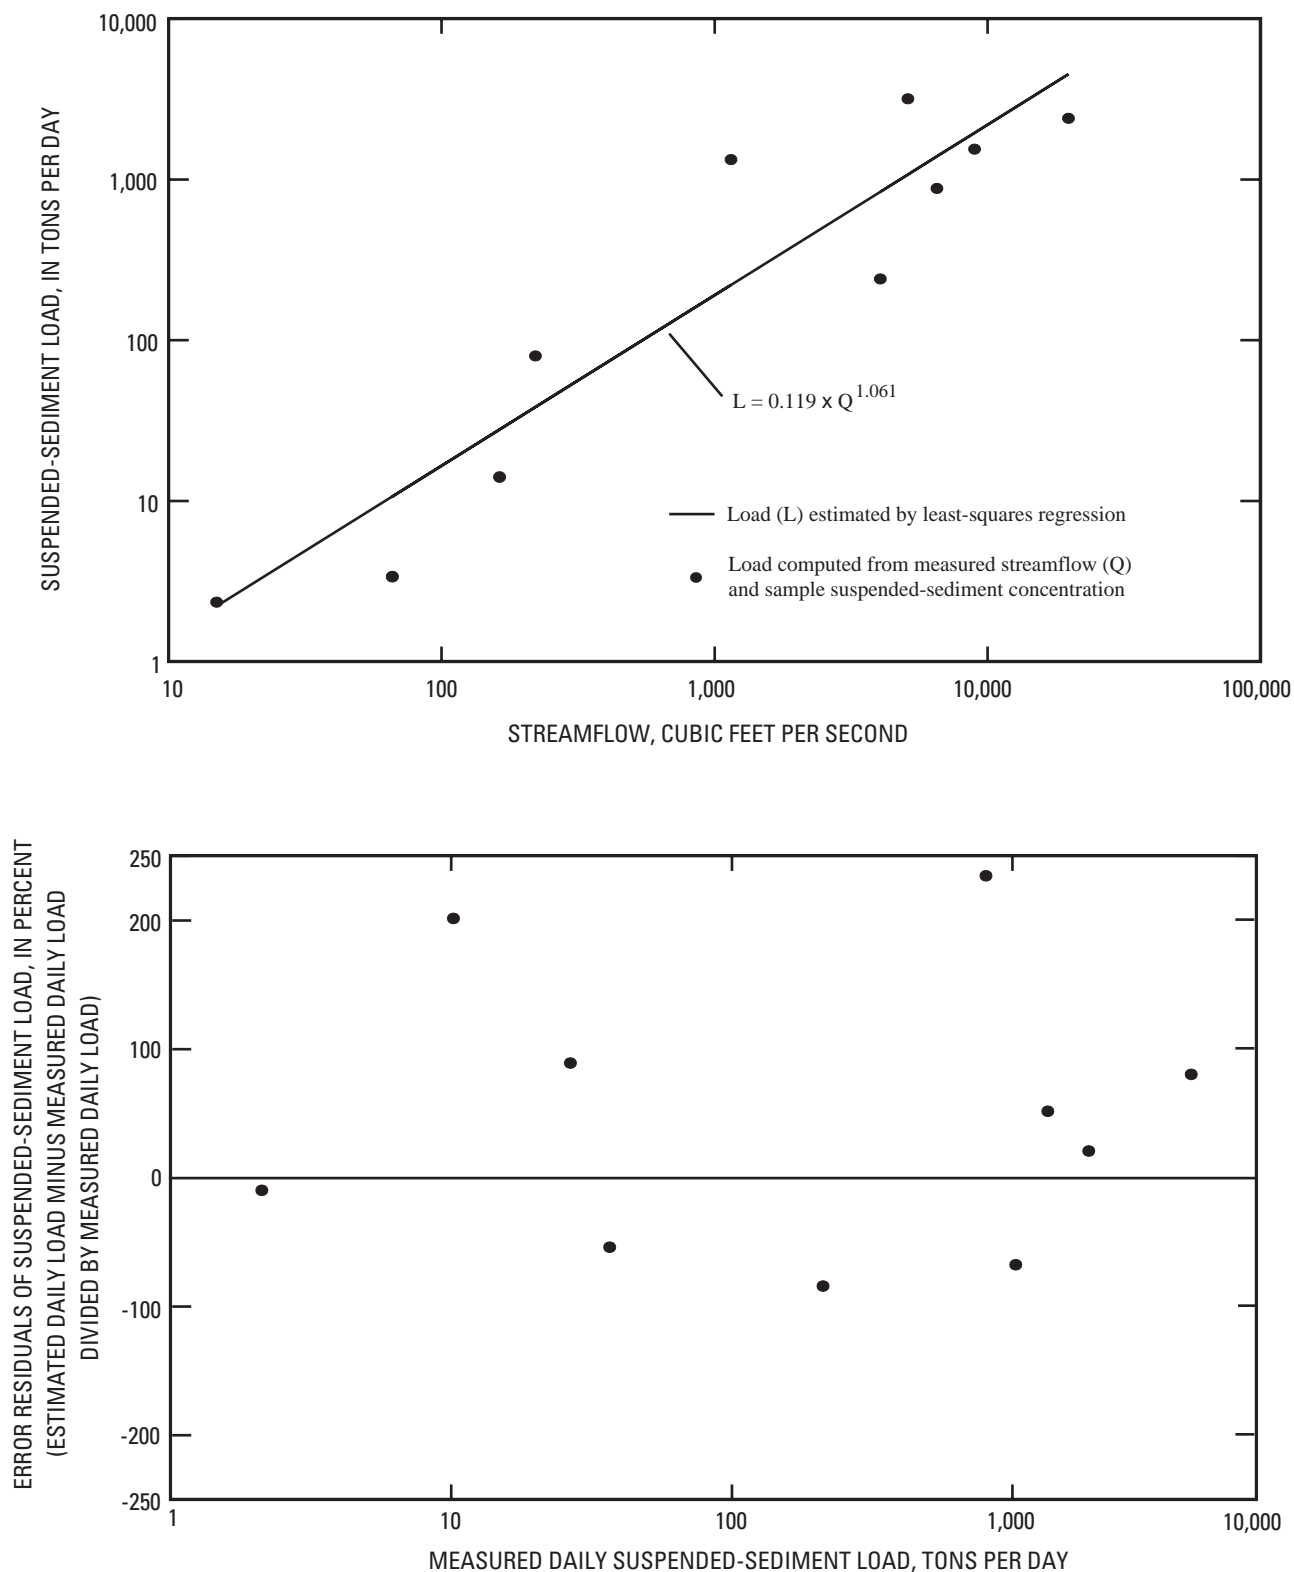 10,000
1,000
100
10
1
SUSPENDED-SEDIMENT LOAD, IN TONS PER DAY
L = 0.119 x Q^1.061
Load (L) estimated by least-squares regression
Load computed from measured streamflow (Q)
and sample suspended-sediment concentration
10 100 1,000 10,000 100,000
STREAMFLOW, CUBIC FEET PER SECOND
ERROR RESIDUALS OF SUSPENDED-SEDIMENT LOAD, IN PERCENT
(ESTIMATED DAILY LOAD MINUS MEASURED DAILY LOAD
DIVIDED BY MEASURED DAILY LOAD)
250
200
100
0
-100
-200
-250
1 10 100 1,000 10,000
MEASURED DAILY SUSPENDED-SEDIMENT LOAD, TONS PER DAY